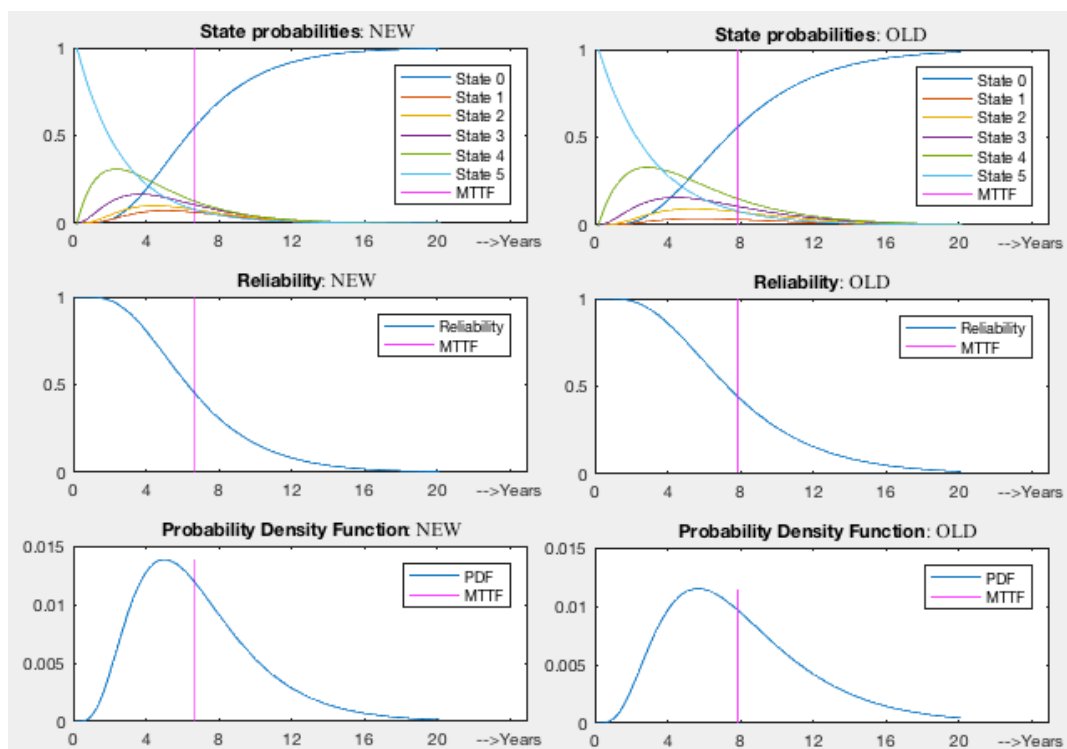 State probabilities: NEW
1
0.5
0
0 4 8 12 16 20 -->Years
State 0
State 1
State 2
State 3
State 4
State 5
MTTF
State probabilities: OLD
1
0.5
0
0 4 8 12 16 20 -->Years
State 0
State 1
State 2
State 3
State 4
State 5
MTTF
Reliability: NEW
1
0.5
0
0 4 8 12 16 20 -->Years
Reliability
MTTF
Reliability: OLD
1
0.5
0
0 4 8 12 16 20 -->Years
Reliability
MTTF
Probability Density Function: NEW
0.015
0.01
0.005
0
0 4 8 12 16 20 -->Years
PDF
MTTF
Probability Density Function: OLD
0.015
0.01
0.005
0
0 4 8 12 16 20 -->Years
PDF
MTTF